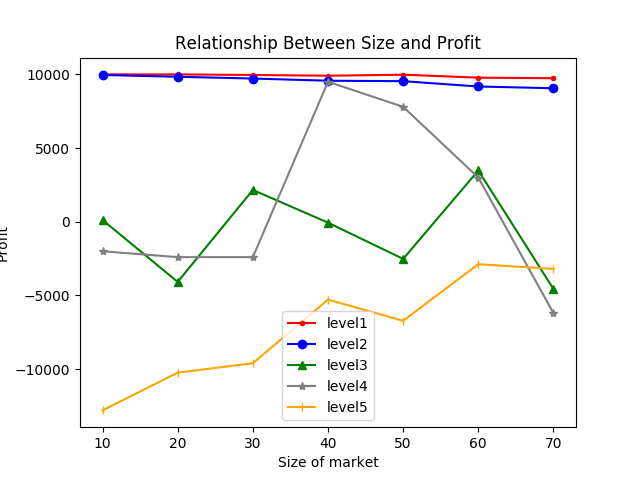 Relationship Between Size and Profit
10000
5000
0
−5000
−10000
Profit
level1
level2
level3
level4
level5
10 20 30 40 50 60 70
Size of market